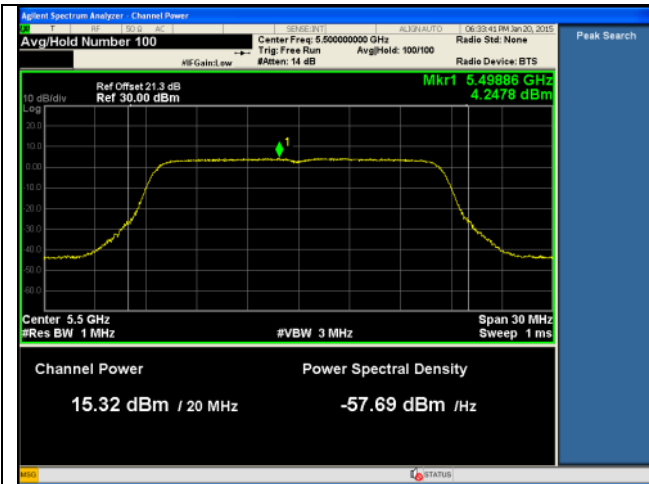 Agilent Spectrum Analyzer - Channel Power
T RF 50 Ω AC SENSE:INT ALIGN AUTO 06:33:41 PM Jan 20, 2015
Avg/Hold Number 100 Center Freq: 5.500000000 GHz Radio Std: None
Trig: Free Run Avg|Hold: 100/100
#IFGain:Low #Atten: 14 dB Radio Device: BTS
Peak Search
Ref Offset 21.3 dB Mkr1 5.49886 GHz
10 dB/div Ref 30.00 dBm 4.2478 dBm
Log
20.0
10.0
0.00
-10.0
-20.0
-30.0
-40.0
-50.0
-60.0
1
Center 5.5 GHz Span 30 MHz
#Res BW 1 MHz #VBW 3 MHz Sweep 1 ms
Channel Power Power Spectral Density
15.32 dBm / 20 MHz -57.69 dBm /Hz
MSG STATUS